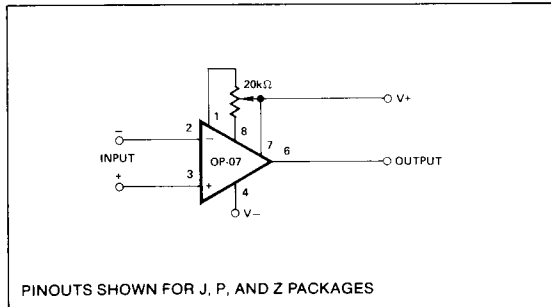 20kΩ
V+
1
8
7
2
−
−
INPUT
OP-07
6
OUTPUT
+
3
+
4
V−
PINOUTS SHOWN FOR J, P, AND Z PACKAGES